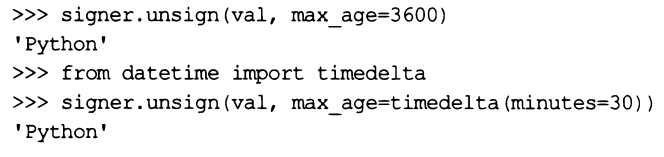 >>> signer.unsign(val, max_age=3600)
'Python'
>>> from datetime import timedelta
>>> signer.unsign(val, max_age=timedelta(minutes=30))
'Python'